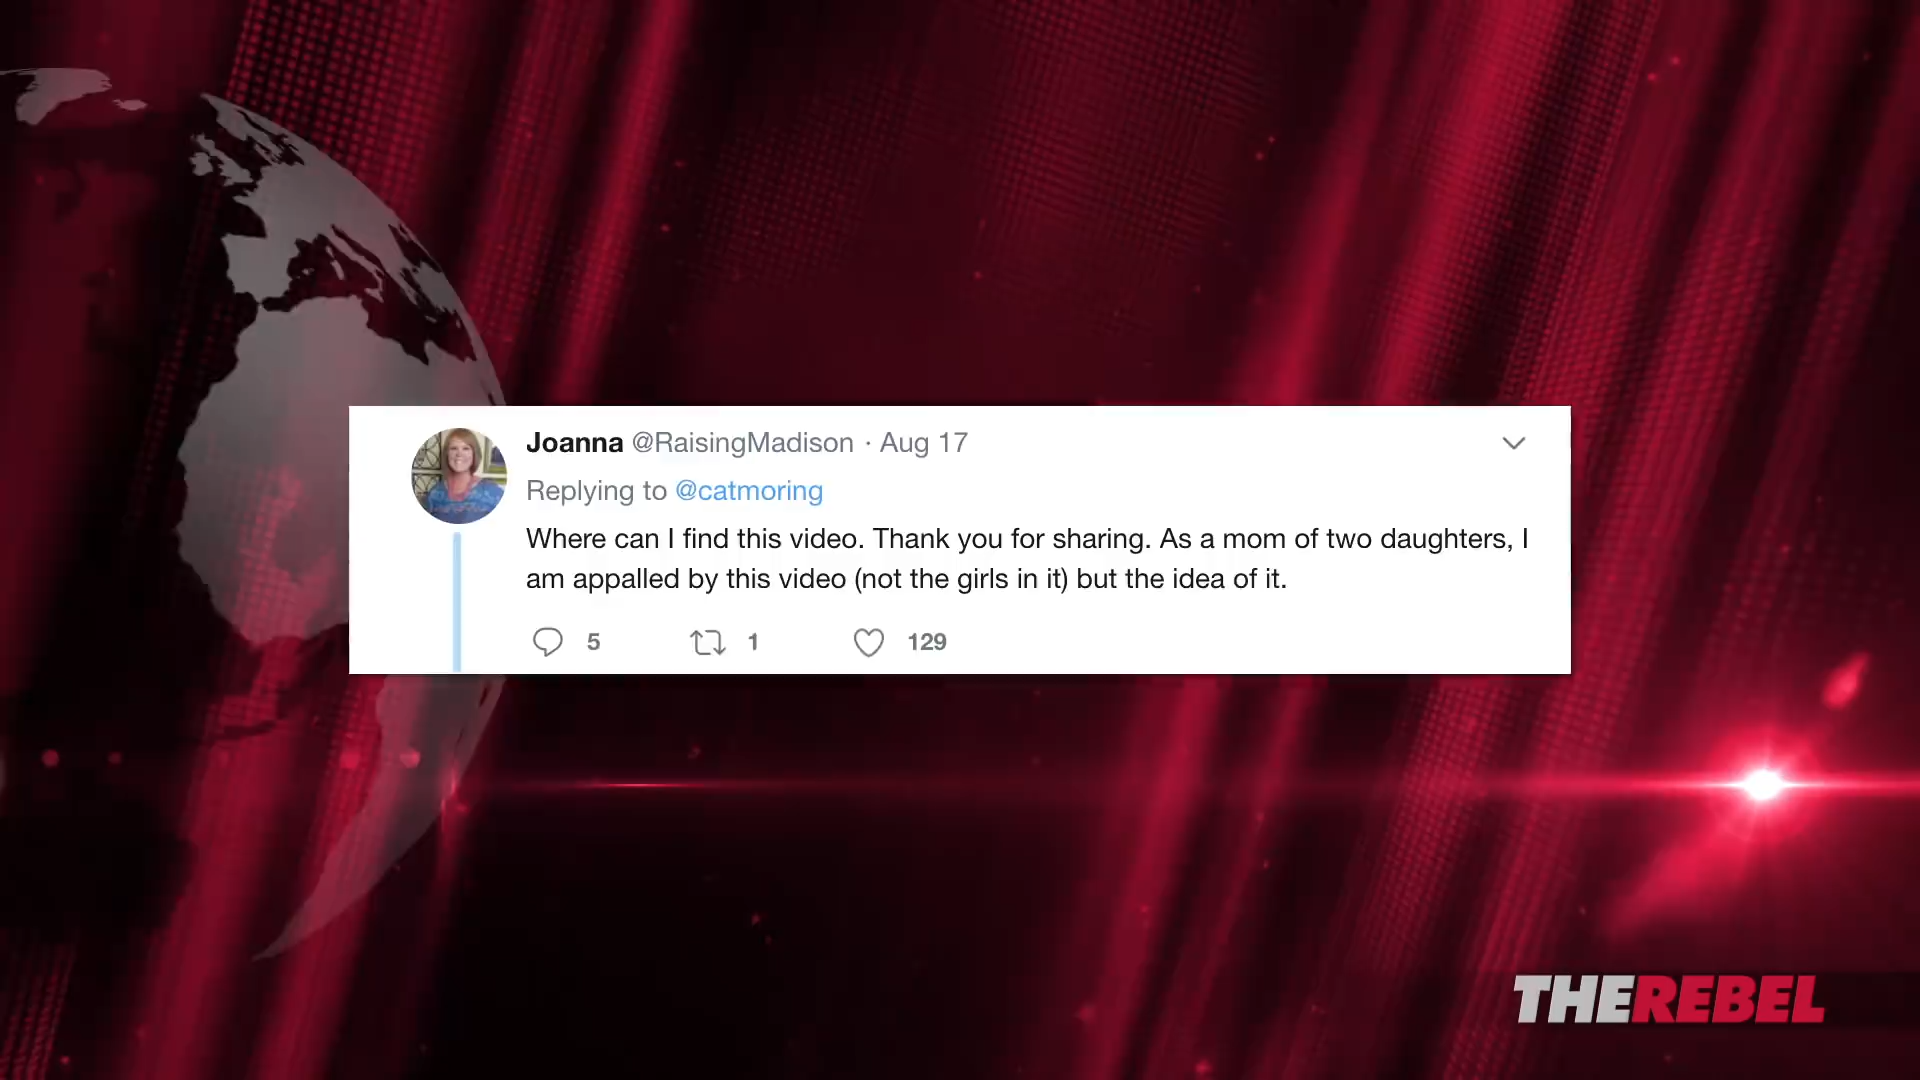 Joanna @RaisingMadison · Aug 17
Replying to @catmoring
Where can I find this video. Thank you for sharing. As a mom of two daughters, I
am appalled by this video (not the girls in it) but the idea of it.
5 1 129
THEREBEL